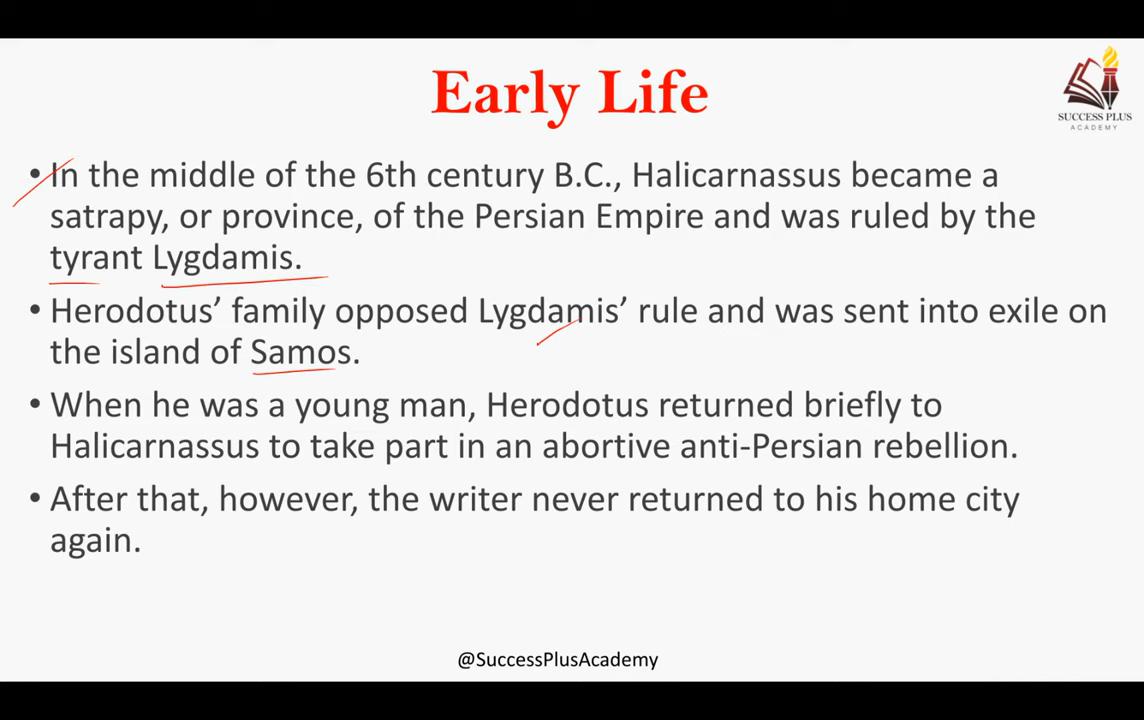 Early Life
SUCCESS PLUS
ACADEMY
• In the middle of the 6th century B.C., Halicarnassus became a
satrapy, or province, of the Persian Empire and was ruled by the
tyrant Lygdamis.
• Herodotus’ family opposed Lygdamis’ rule and was sent into exile on
the island of Samos.
• When he was a young man, Herodotus returned briefly to
Halicarnassus to take part in an abortive anti-Persian rebellion.
• After that, however, the writer never returned to his home city
again.
@SuccessPlusAcademy